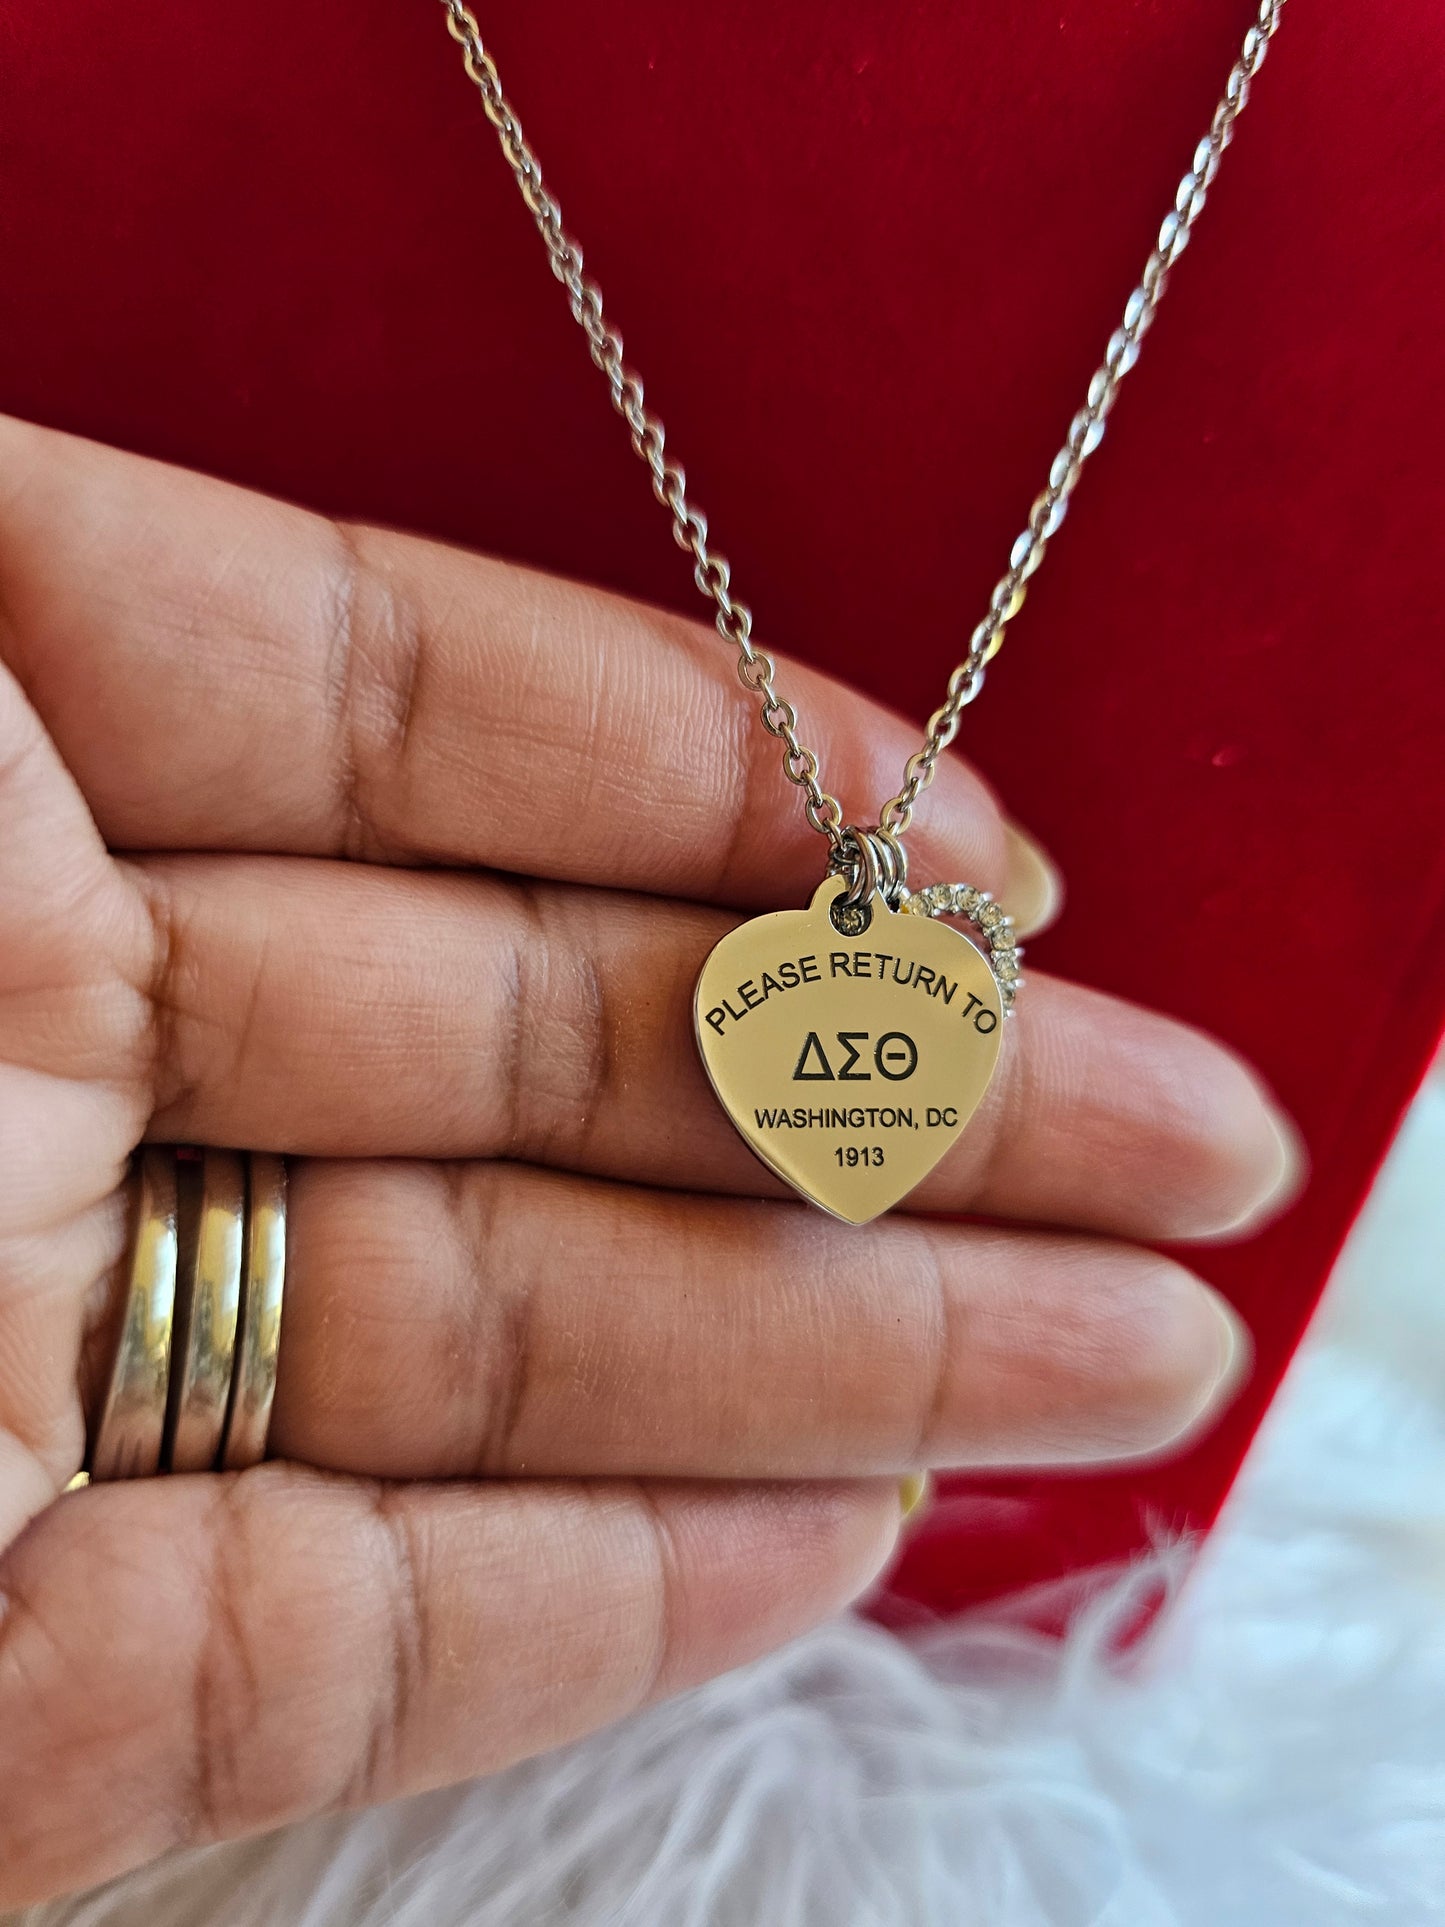 PLEASE RETURN TO
ΔΣΘ
WASHINGTON, DC
1913